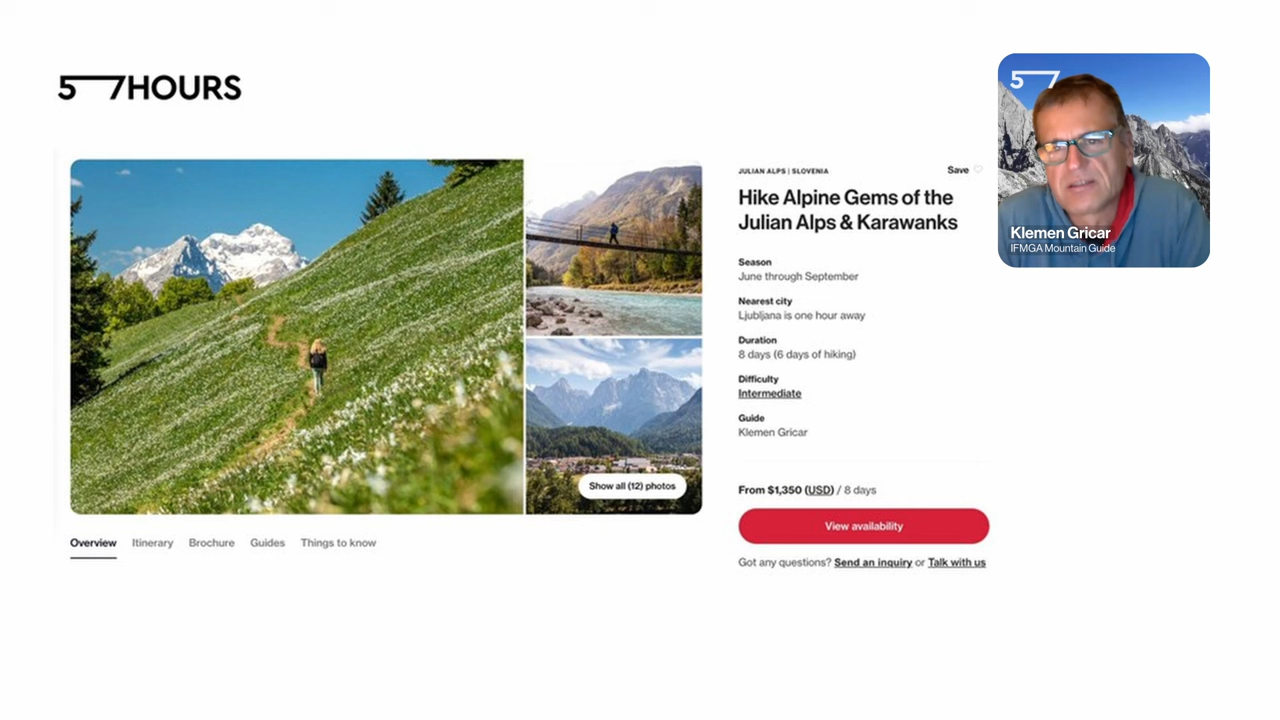 57HOURS
JULIAN ALPS | SLOVENIA
Save
Hike Alpine Gems of the
Julian Alps & Karawanks
Season
June through September
Nearest city
Ljubljana is one hour away
Duration
8 days (6 days of hiking)
Difficulty
Intermediate
Guide
Klemen Gricar
From $1,350 (USD) / 8 days
View availability
Got any questions? Send an inquiry or Talk with us
Show all (12) photos
Overview Itinerary Brochure Guides Things to know
57
Klemen Gricar
IFMGA Mountain Guide